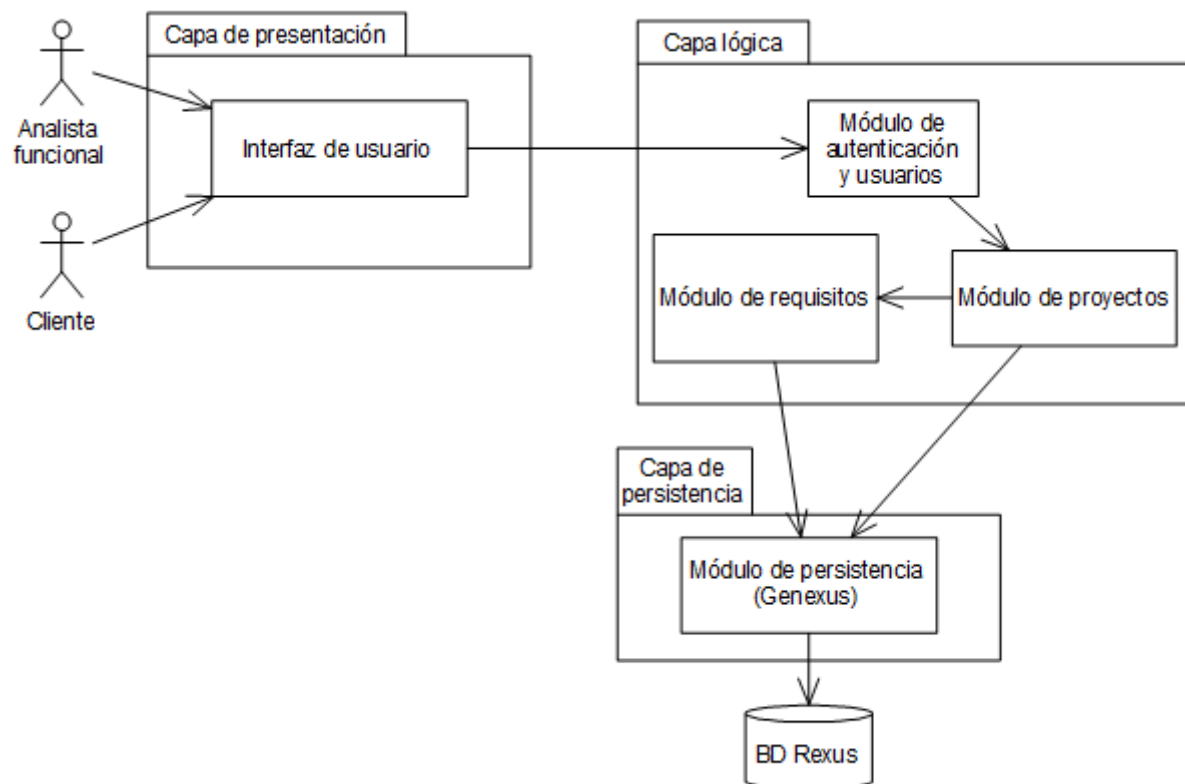 Capa de presentación
Analista
funcional
Interfaz de usuario
Cliente
Capa lógica
Módulo de
autenticación
y usuarios
Módulo de requisitos
Módulo de proyectos
Capa de
persistencia
Módulo de persistencia
(Genexus)
BD Rexus